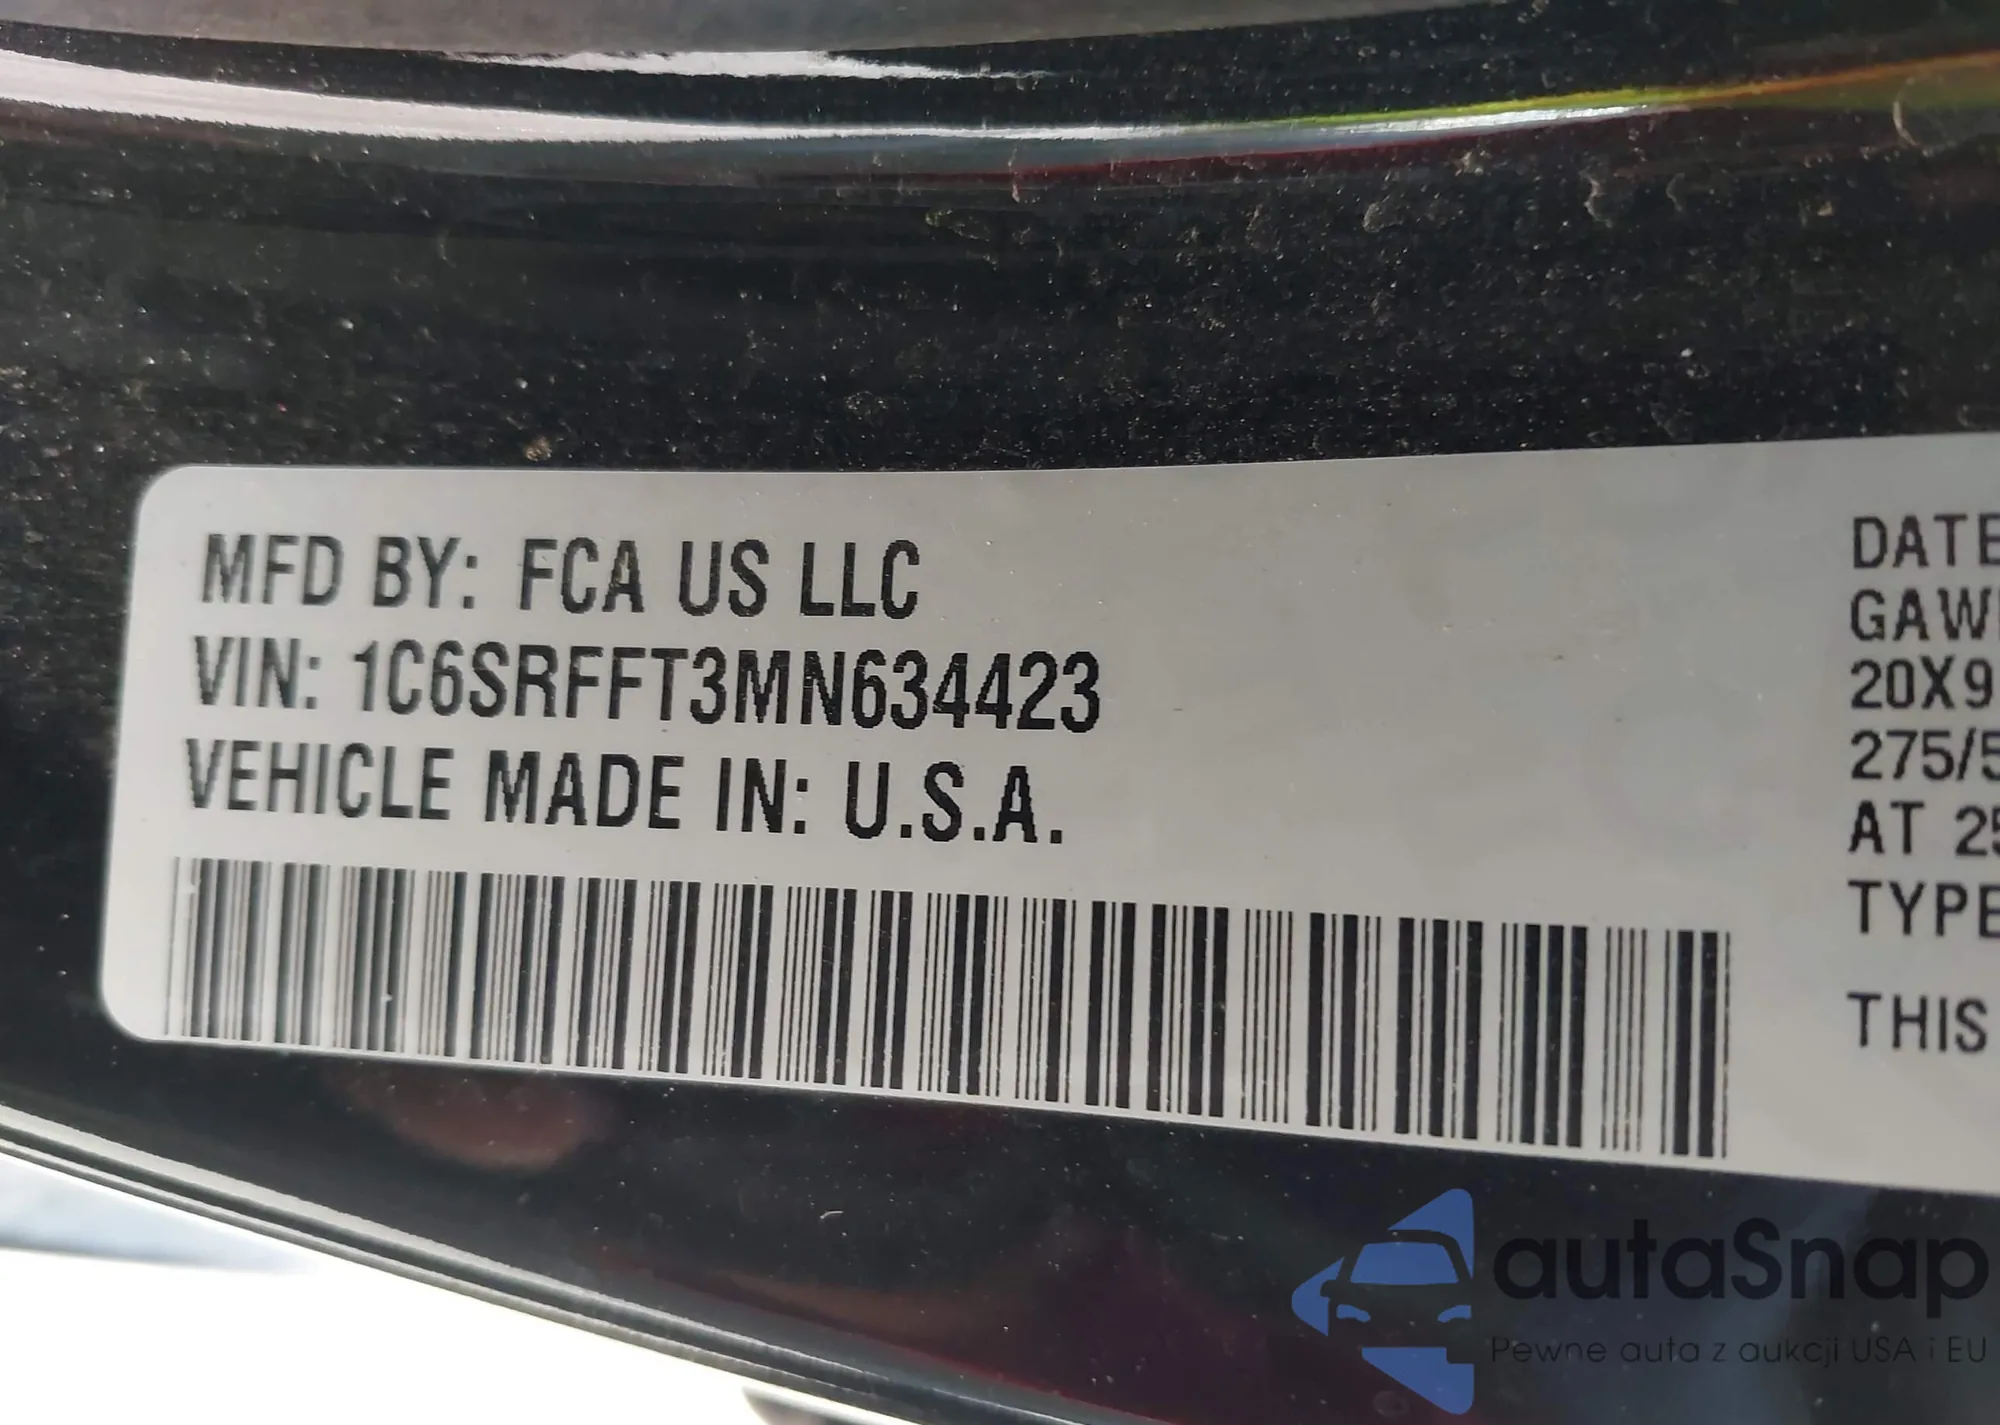 MFD BY: FCA US LLC
VIN: 1C6SRFFT3MN634423
VEHICLE MADE IN: U.S.A.
DATE
GAW
20X9
275/5
AT 25
TYPE
THIS
autaSnap
Pewne auta z aukcji USA i EU